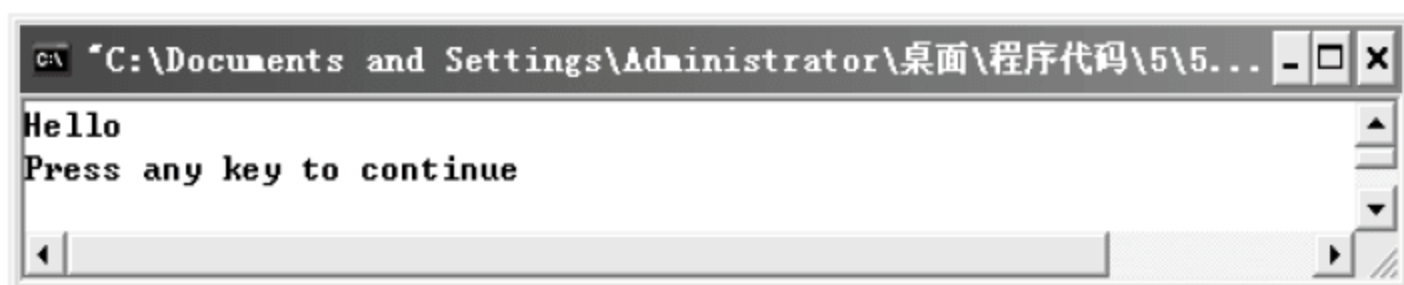 C:\
"C:\Documents and Settings\Administrator\桌面\程序代码\5\5...
Hello
Press any key to continue